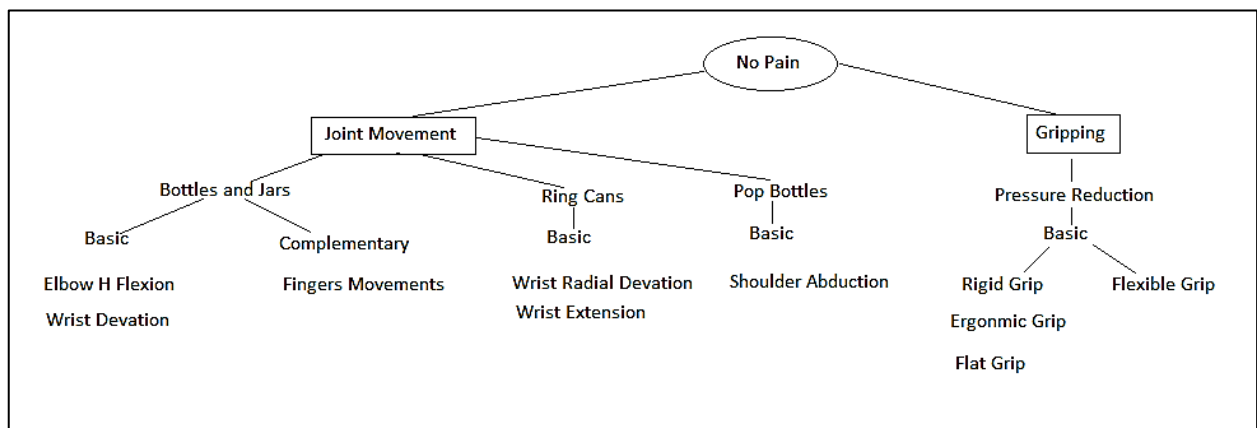 No Pain
Joint Movement
Gripping
Bottles and Jars
Ring Cans
Pop Bottles
Pressure Reduction
Basic
Complementary
Basic
Basic
Basic
Elbow H Flexion
Fingers Movements
Wrist Radial Devation
Shoulder Abduction
Rigid Grip
Flexible Grip
Wrist Devation
Wrist Extension
Ergonmic Grip
Flat Grip